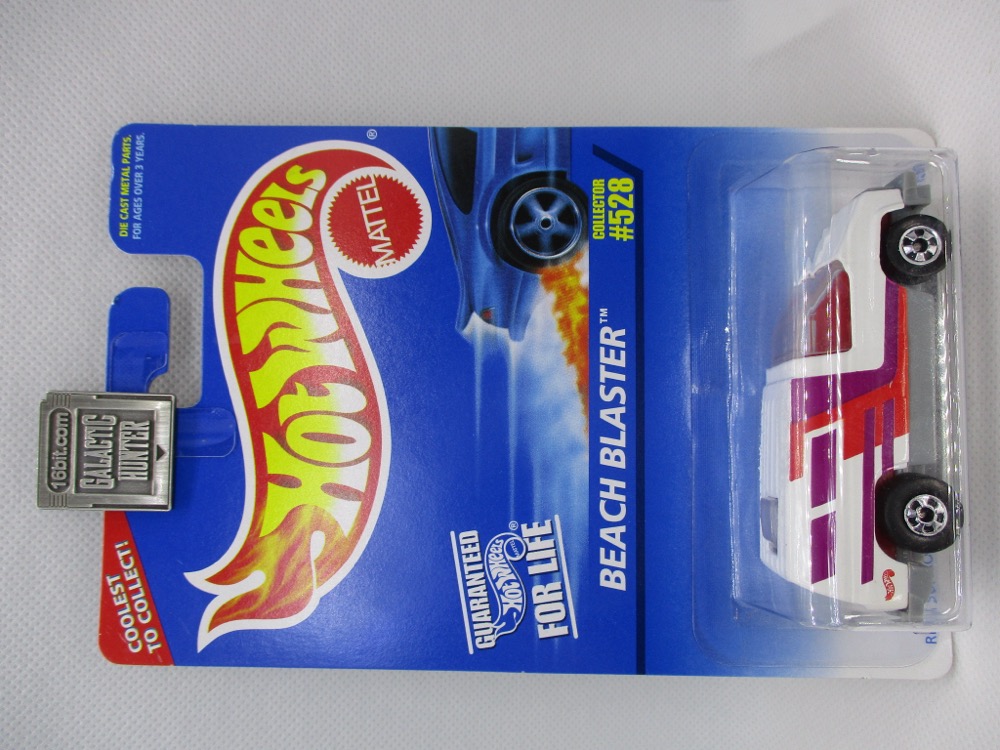 DIE CAST METAL PARTS.
FOR AGES OVER 3 YEARS.
HOT WHEELS
®
MATTEL
16bit.com
GALACTIC
HUNTER
COOLEST
TO COLLECT!
COLLECTOR
#528
GUARANTEED
HOT WHEELS
MATTEL
®
FOR LIFE
BEACH BLASTER™